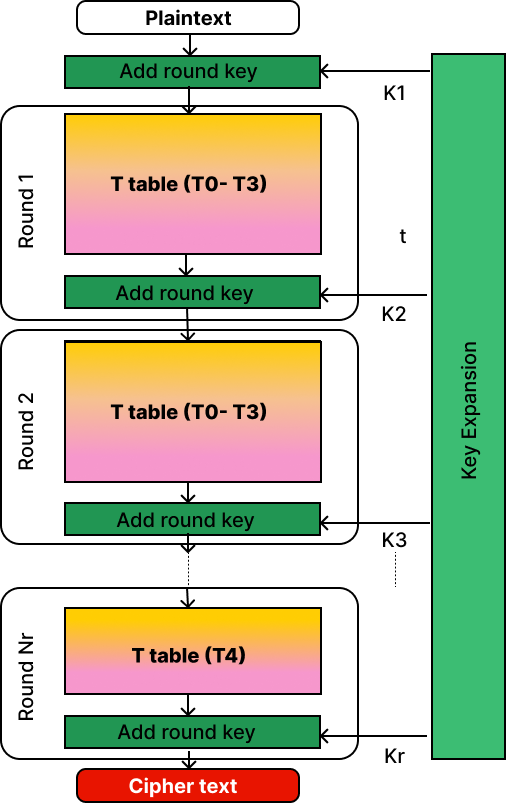 Plaintext
Add round key
K1
Round 1
T table (T0- T3)
t
Add round key
K2
Round 2
T table (T0- T3)
Key Expansion
Add round key
K3
Round Nr
T table (T4)
Add round key
Kr
Cipher text